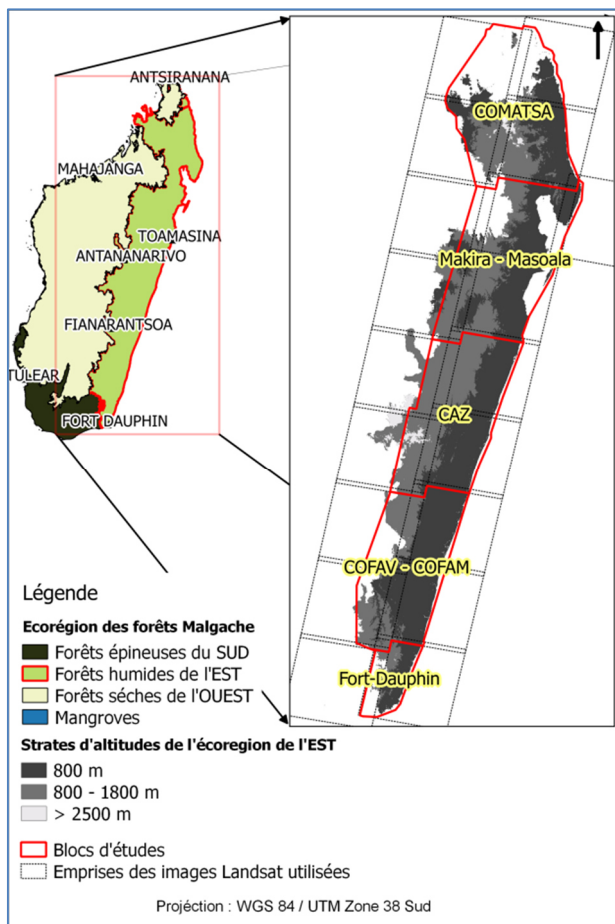 ANTSIRANANA
MAHAJANGA
TOAMASINA
ANTANANARIVO
FIANARANTSOA
TULEAR
FORT DAUPHIN
COMATSA
Makira - Masoala
CAZ
COFAV - COFAM
Fort-Dauphin
Légende
Ecorégion des forêts Malgache
Forêts épineuses du SUD
Forêts humides de l'EST
Forêts séches de l'OUEST
Mangroves
Strates d'altitudes de l'écoregion de l'EST
800 m
800 - 1800 m
> 2500 m
Blocs d'études
Emprises des images Landsat utilisées
Projéction : WGS 84 / UTM Zone 38 Sud